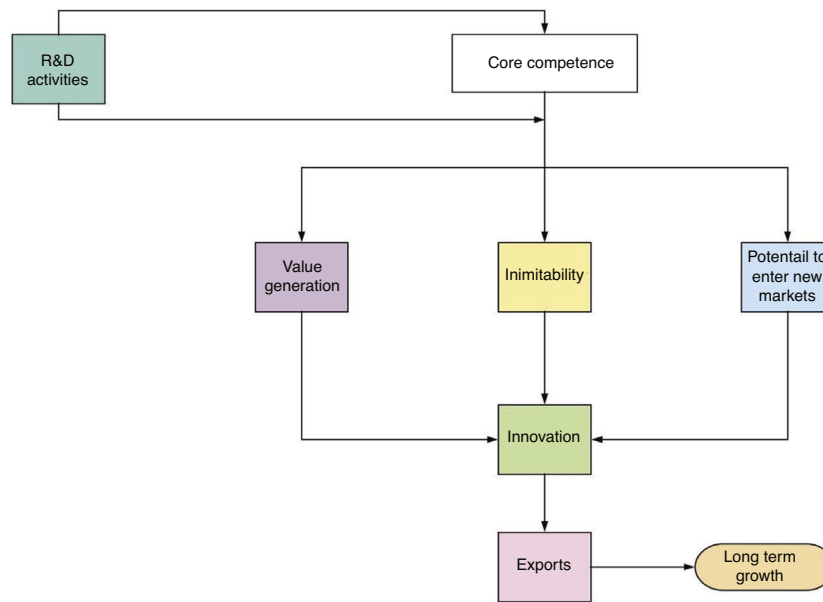 R&D
activities
Core competence
Value
generation
Inimitability
Potentail to
enter new
markets
Innovation
Exports
Long term
growth